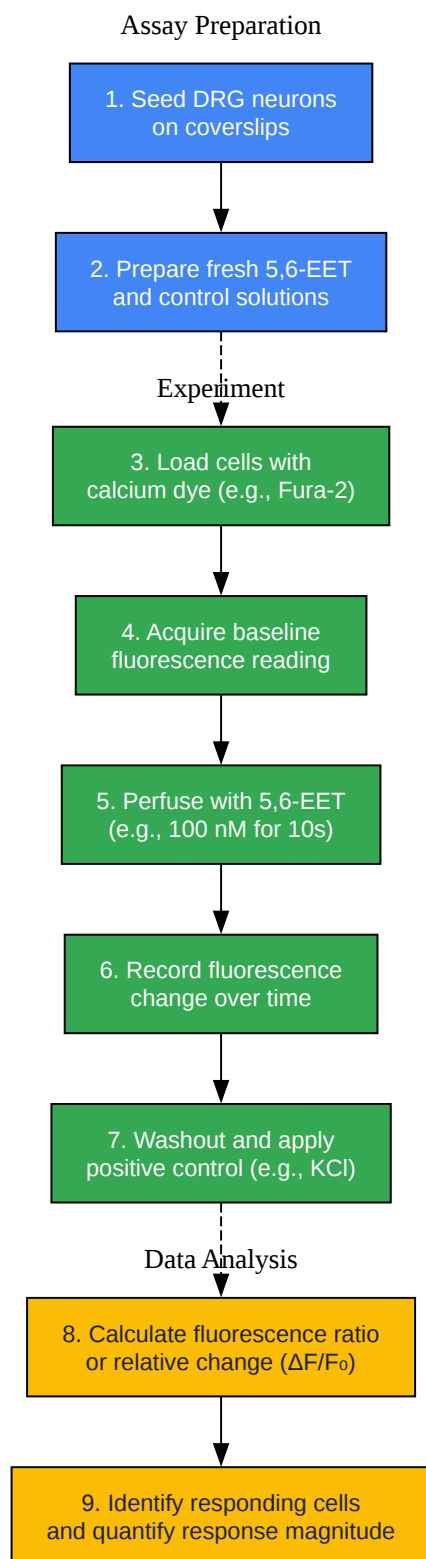 Assay Preparation
1. Seed DRG neurons
on coverslips
2. Prepare fresh 5,6-EET
and control solutions
Experiment
3. Load cells with
calcium dye (e.g., Fura-2)
4. Acquire baseline
fluorescence reading
5. Perfuse with 5,6-EET
(e.g., 100 nM for 10s)
6. Record fluorescence
change over time
7. Washout and apply
positive control (e.g., KCl)
Data Analysis
8. Calculate fluorescence ratio
or relative change (ΔF/F₀)
9. Identify responding cells
and quantify response magnitude